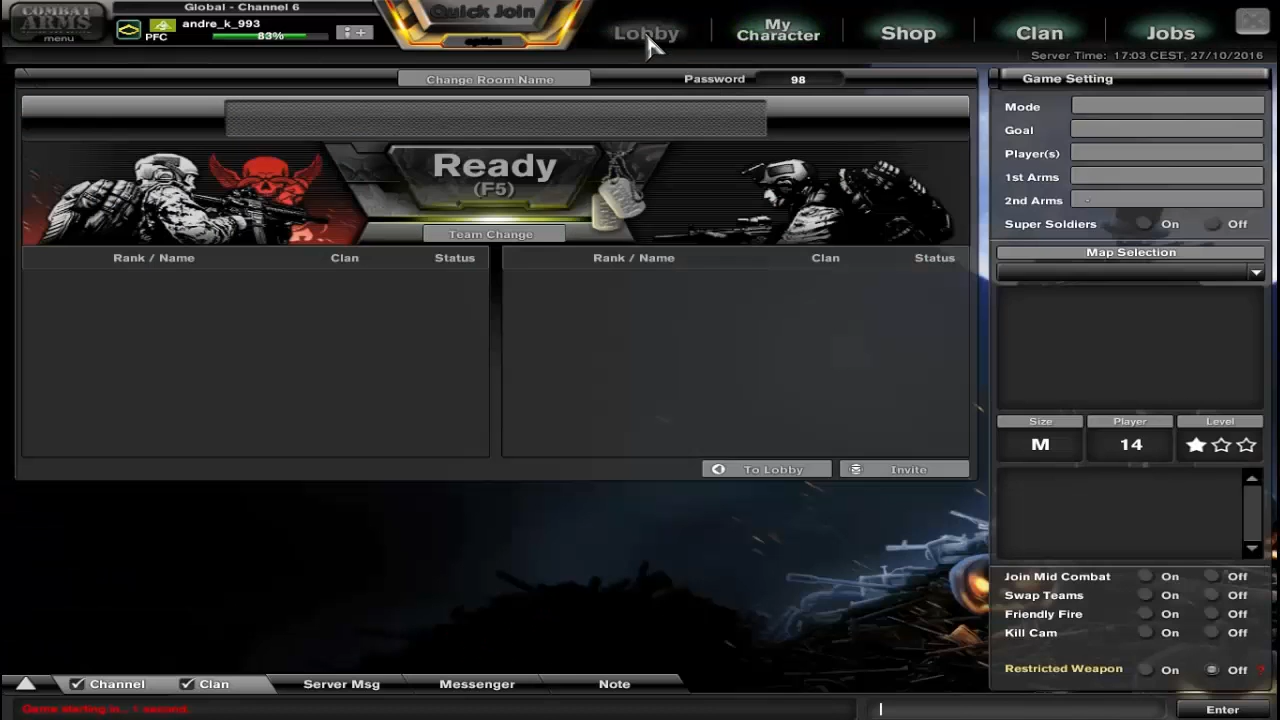 COMBAT ARMS
menu
Global - Channel 6
andre_k_993
PFC
83%
Quick Join
option
Lobby
My Character
Shop
Clan
Jobs
Server Time: 17:03 CEST, 27/10/2016
Change Room Name
Password 98
Ready
(F5)
Team Change
Rank / Name Clan Status
Rank / Name Clan Status
To Lobby
Invite
Game Setting
Mode
Goal
Player(s)
1st Arms
2nd Arms -
Super Soldiers On Off
Map Selection
Size Player Level
M 14
Join Mid Combat On Off
Swap Teams On Off
Friendly Fire On Off
Kill Cam On Off
Restricted Weapon On Off ?
Channel
Clan
Server Msg
Messenger
Note
Game starting in... 1 second.
Enter